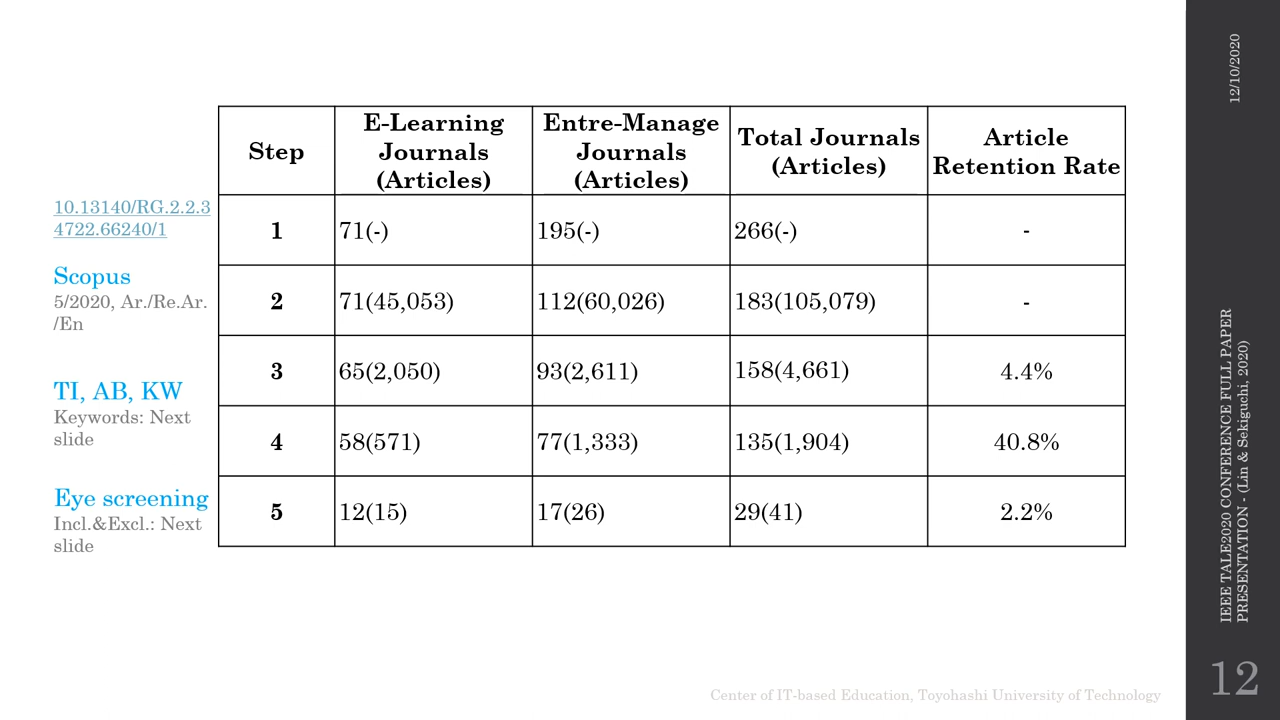 Step
E-Learning
Journals
(Articles)
Entre-Manage
Journals
(Articles)
Total Journals
(Articles)
Article
Retention Rate
1
71(-)
195(-)
266(-)
-
2
71(45,053)
112(60,026)
183(105,079)
-
3
65(2,050)
93(2,611)
158(4,661)
4.4%
4
58(571)
77(1,333)
135(1,904)
40.8%
5
12(15)
17(26)
29(41)
2.2%
10.13140/RG.2.2.3
4722.66240/1
Scopus
5/2020, Ar./Re.Ar.
/En
TI, AB, KW
Keywords: Next
slide
Eye screening
Incl.&Excl.: Next
slide
12/10/2020
IEEE TALE2020 CONFERENCE FULL PAPER
PRESENTATION - (Lin & Sekiguchi, 2020)
12
Center of IT-based Education, Toyohashi University of Technology